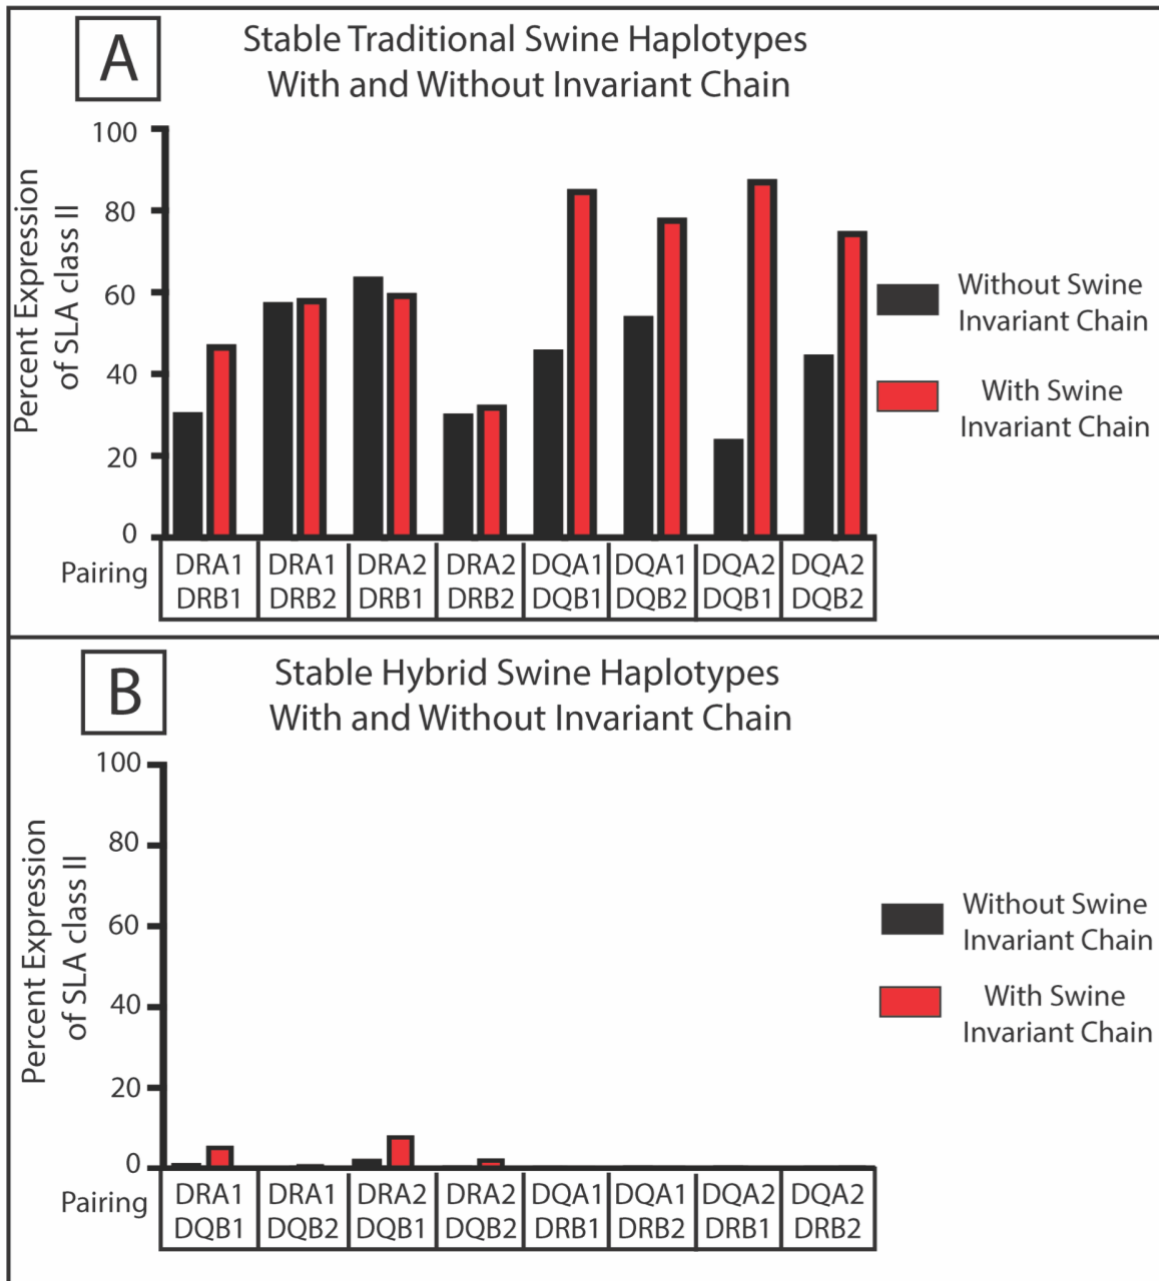 A
Stable Traditional Swine Haplotypes
With and Without Invariant Chain
Percent Expression
of SLA class II
100
80
60
40
20
0
Without Swine
Invariant Chain
With Swine
Invariant Chain
Pairing
DRA1 DRA1 DRA2 DRA2 DQA1 DQA1 DQA2 DQA2
DRB1 DRB2 DRB1 DRB2 DQB1 DQB2 DQB1 DQB2
B
Stable Hybrid Swine Haplotypes
With and Without Invariant Chain
Percent Expression
of SLA class II
100
80
60
40
20
0
Without Swine
Invariant Chain
With Swine
Invariant Chain
Pairing
DRA1 DRA1 DRA2 DRA2 DQA1 DQA1 DQA2 DQA2
DQB1 DQB2 DQB1 DQB2 DRB1 DRB2 DRB1 DRB2